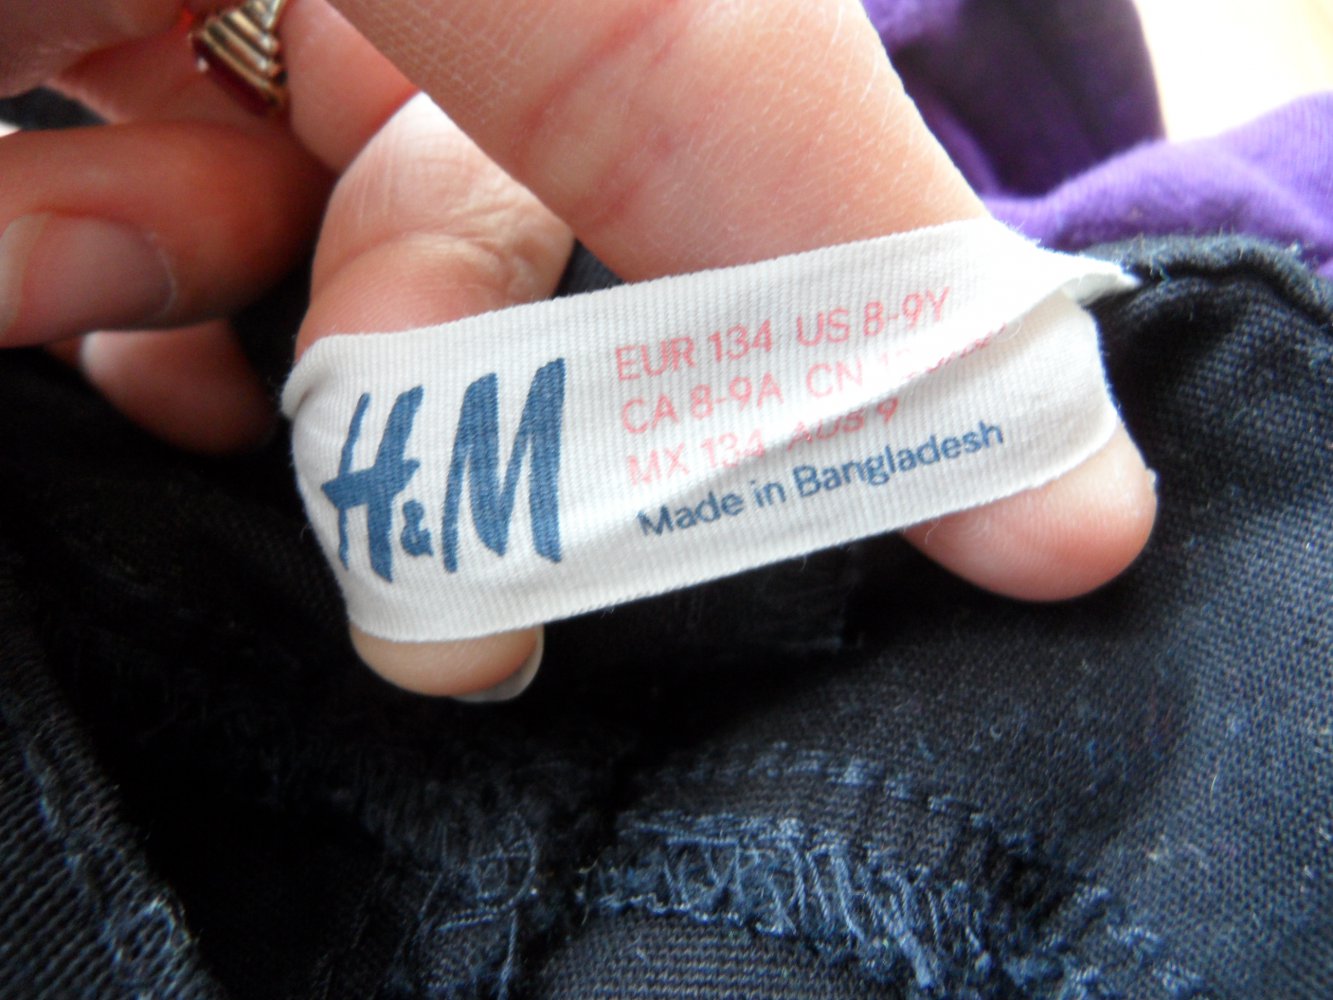 H&M
EUR 134 US 8-9Y
CA 8-9A CN
MX 134 AUS 9
Made in Bangladesh